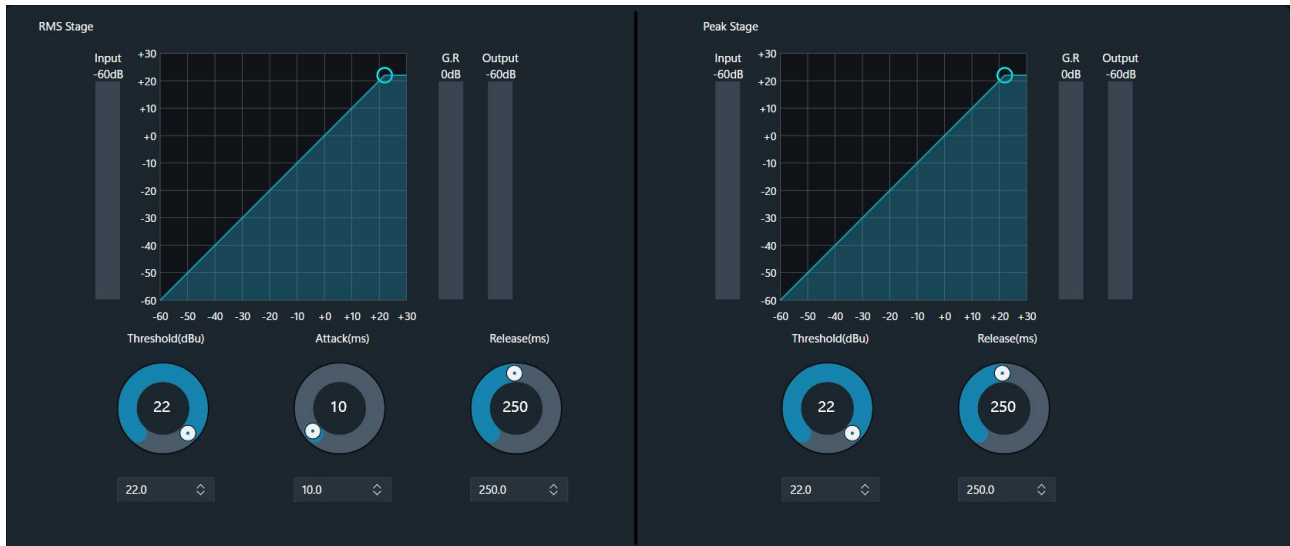 RMS Stage
Input
-60dB
+30
+20
+10
+0
-10
-20
-30
-40
-50
-60
-60 -50 -40 -30 -20 -10 +0 +10 +20 +30
G.R
0dB
Output
-60dB
Threshold(dBu)
22
22.0
Attack(ms)
10
10.0
Release(ms)
250
250.0
Peak Stage
Input
-60dB
+30
+20
+10
+0
-10
-20
-30
-40
-50
-60
-60 -50 -40 -30 -20 -10 +0 +10 +20 +30
G.R
0dB
Output
-60dB
Threshold(dBu)
22
22.0
Release(ms)
250
250.0